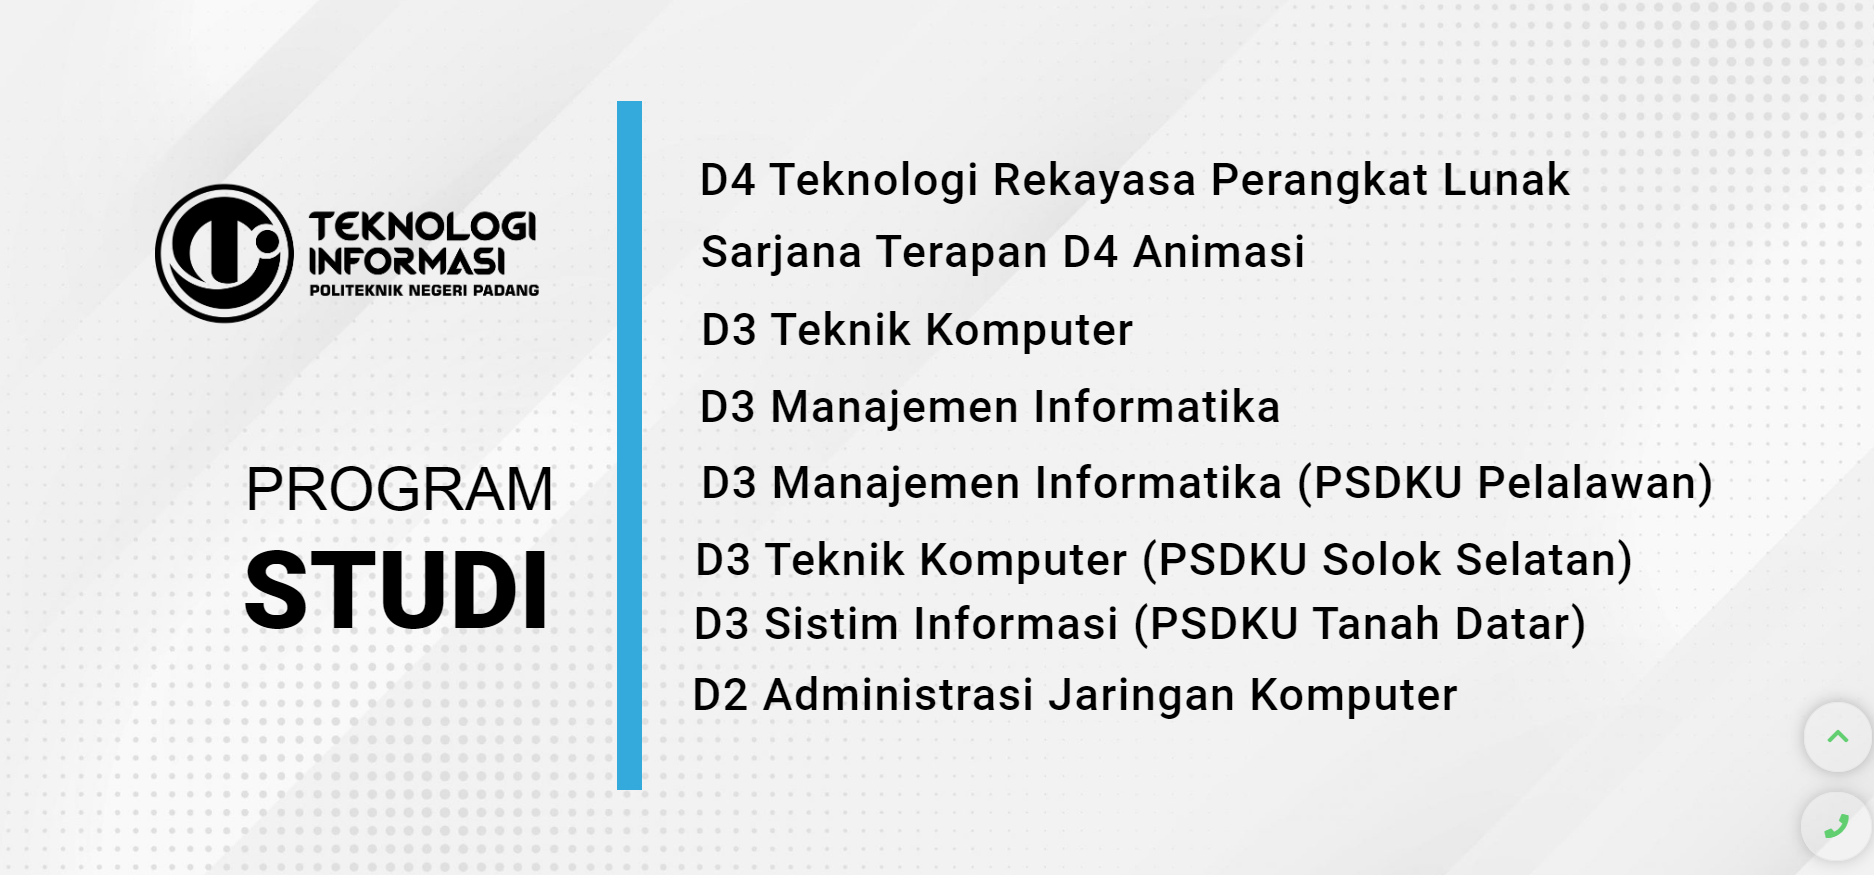 TEKNOLOGI
INFORMASI
POLITEKNIK NEGERI PADANG
PROGRAM
STUDI
D4 Teknologi Rekayasa Perangkat Lunak
Sarjana Terapan D4 Animasi
D3 Teknik Komputer
D3 Manajemen Informatika
D3 Manajemen Informatika (PSDKU Pelalawan)
D3 Teknik Komputer (PSDKU Solok Selatan)
D3 Sistim Informasi (PSDKU Tanah Datar)
D2 Administrasi Jaringan Komputer